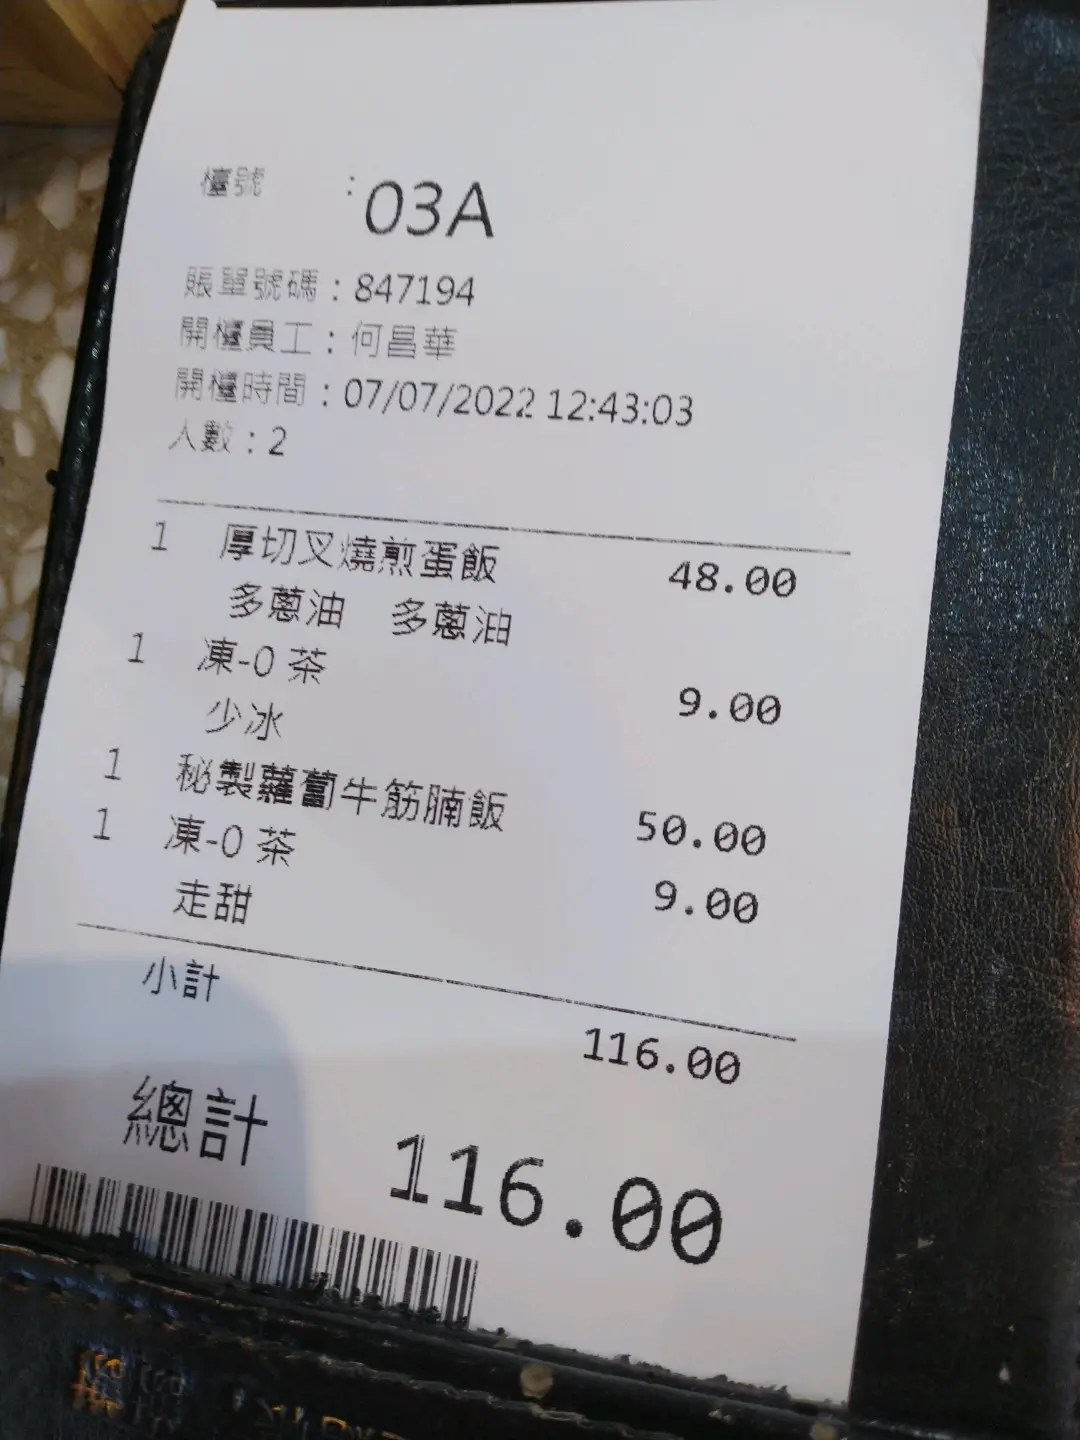 檯號 : 03A
賬單號碼 : 847194
開檯員工 : 何昌華
開檯時間 : 07/07/2022 12:43:03
人數 : 2
1 厚切叉燒煎蛋飯 48.00
多蔥油 多蔥油
1 凍-0 茶 9.00
少冰
1 秘製蘿蔔牛筋腩飯 50.00
1 凍-0 茶 9.00
走甜
小計 116.00
總計 116.00